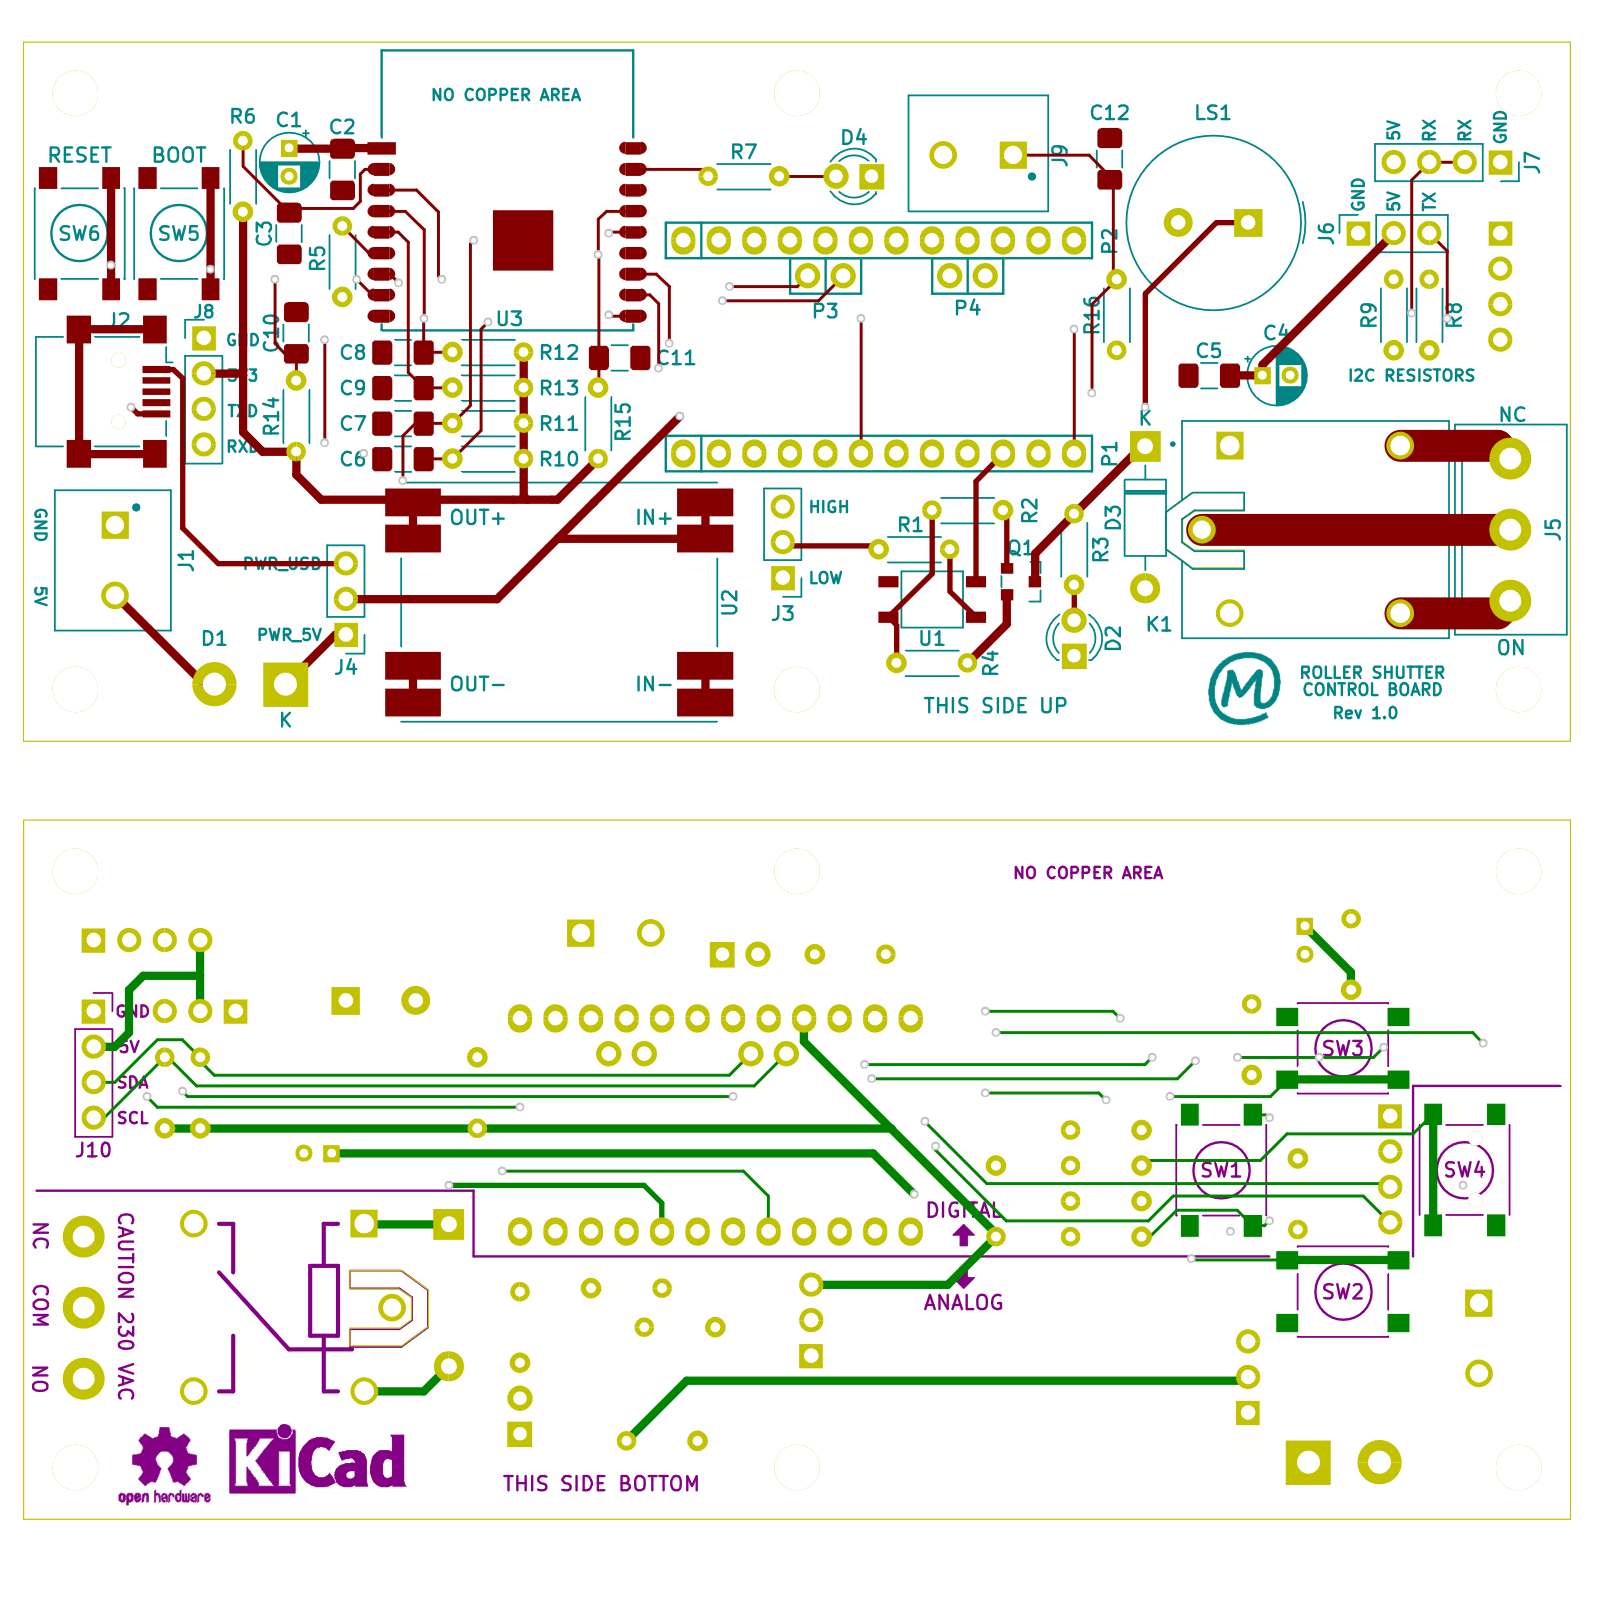 NO COPPER AREA
R6
C1
C2
C12
LS1
5V
RX
RX
GND
RESET
BOOT
R7
D4
J9
J7
GND
5V
TX
SW6
SW5
C3
R5
P2
J6
J2
J8
GND
3V3
TXD
RXD
C10
U3
P3
P4
R16
R9
R8
C4
C5
I2C RESISTORS
C8
R12
C11
C9
R13
C7
R11
C6
R10
R14
R15
P1
K
NC
GND
5V
J1
OUT+
IN+
HIGH
R1
R2
Q1
D3
R3
J5
PWR_USB
LOW
J3
U2
U1
K1
D2
ON
D1
PWR_5V
J4
K
OUT-
IN-
R4
THIS SIDE UP
ROLLER SHUTTER
CONTROL BOARD
Rev 1.0
NO COPPER AREA
GND
5V
SDA
SCL
J10
SW3
SW1
SW4
SW2
DIGITAL
ANALOG
NC
COM
NO
CAUTION 230 VAC
open hardware
KiCad
THIS SIDE BOTTOM